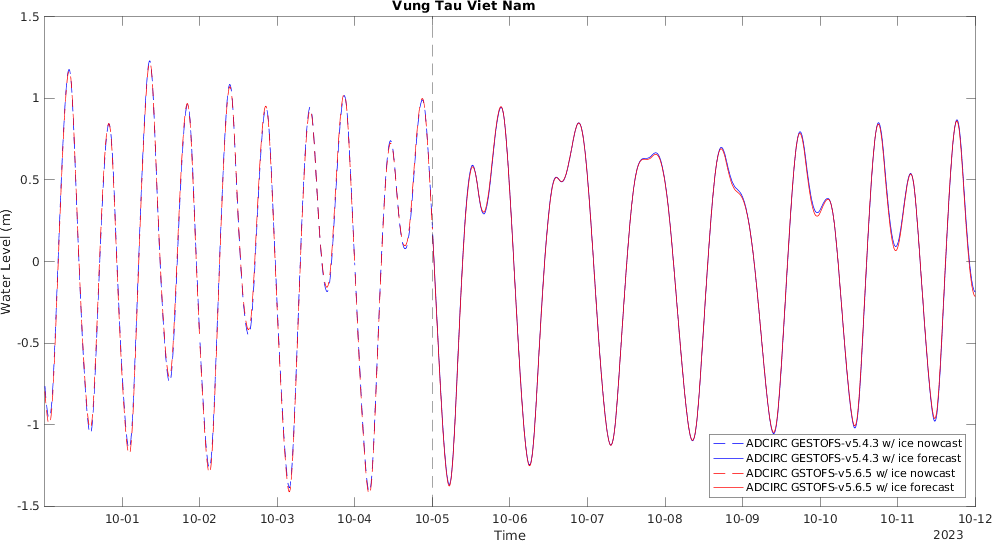 Vung Tau Viet Nam
1.5
1
0.5
0
-0.5
-1
-1.5
Water Level (m)
10-01 10-02 10-03 10-04 10-05 10-06 10-07 10-08 10-09 10-10 10-11 10-12
Time
2023
ADCIRC GESTOFS-v5.4.3 w/ ice nowcast
ADCIRC GESTOFS-v5.4.3 w/ ice forecast
ADCIRC GSTOFS-v5.6.5 w/ ice nowcast
ADCIRC GSTOFS-v5.6.5 w/ ice forecast